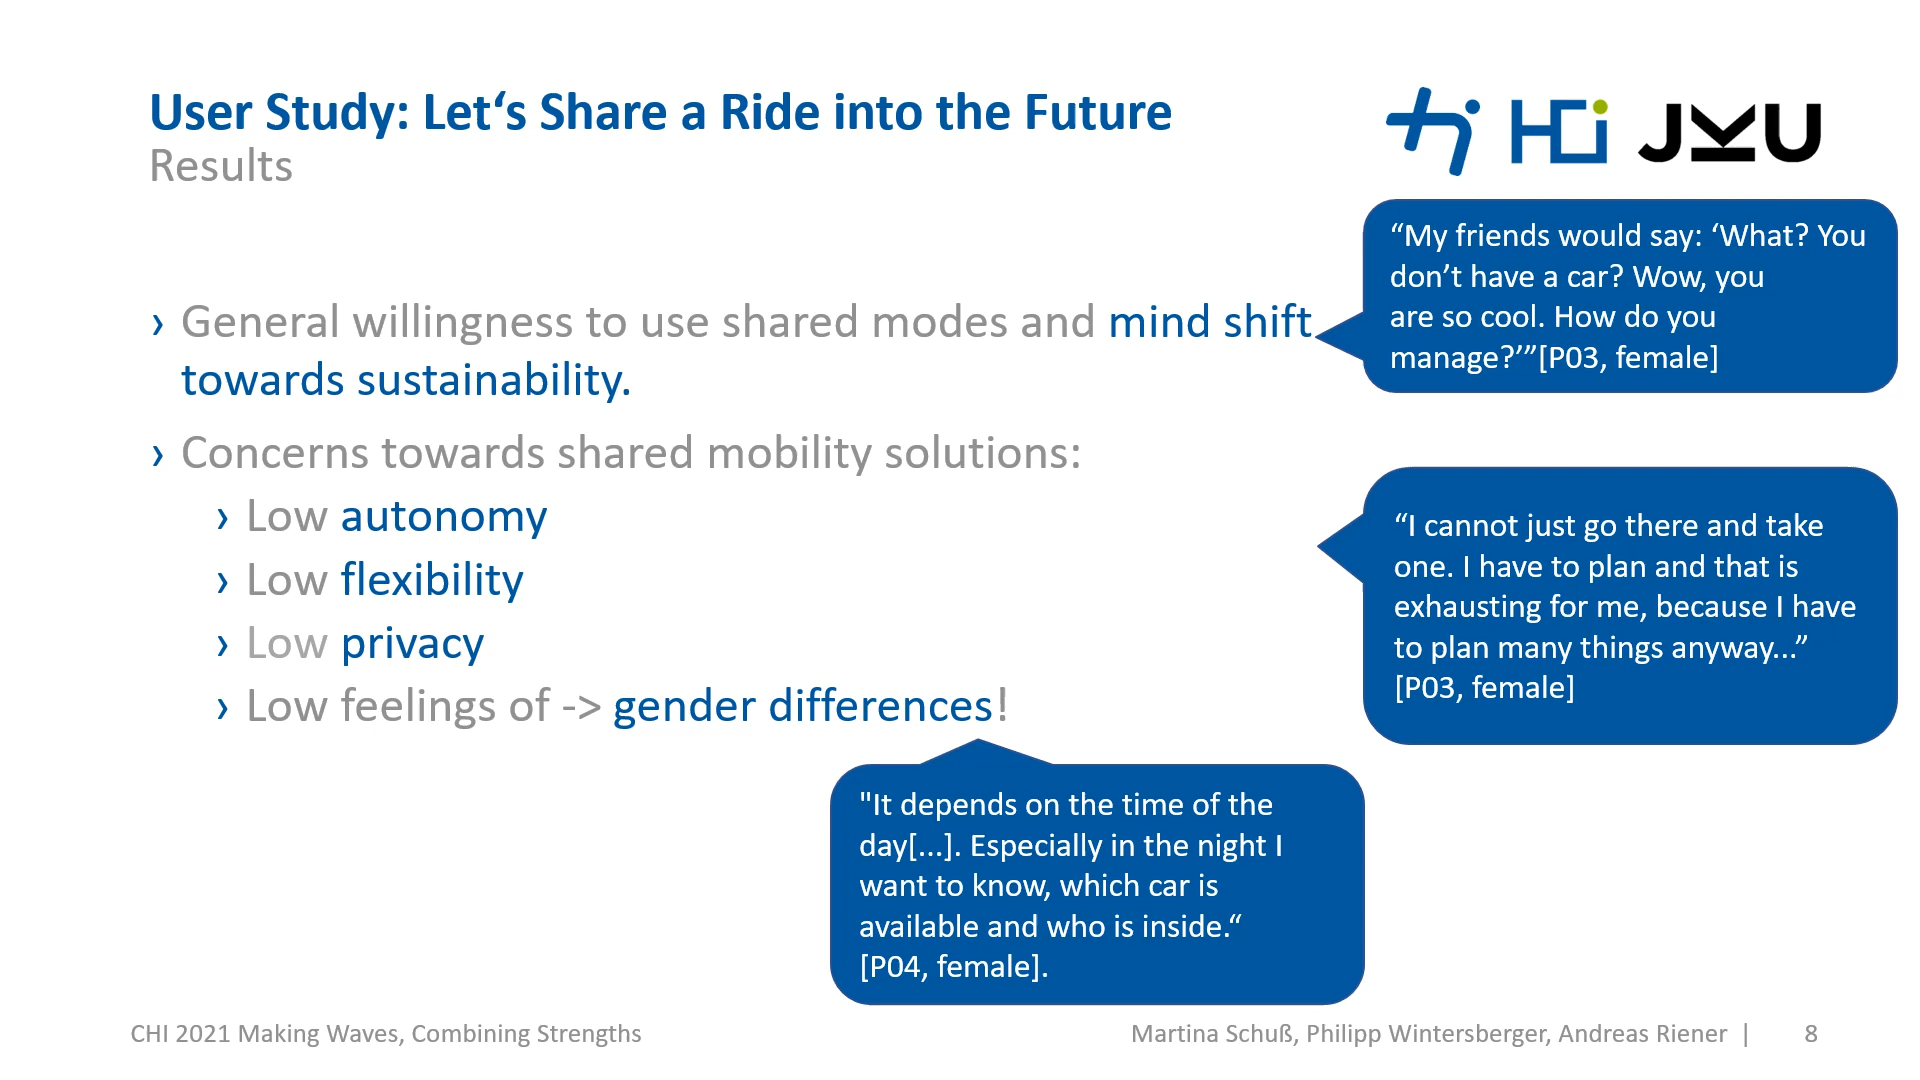 User Study: Let‘s Share a Ride into the Future
Results
HCi JKU
“My friends would say: ‘What? You
don’t have a car? Wow, you
are so cool. How do you
manage?’”[P03, female]
› General willingness to use shared modes and mind shift
towards sustainability.
› Concerns towards shared mobility solutions:
› Low autonomy
› Low flexibility
› Low privacy
› Low feelings of -> gender differences!
“I cannot just go there and take
one. I have to plan and that is
exhausting for me, because I have
to plan many things anyway...”
[P03, female]
"It depends on the time of the
day[...]. Especially in the night I
want to know, which car is
available and who is inside.“
[P04, female].
CHI 2021 Making Waves, Combining Strengths
Martina Schuß, Philipp Wintersberger, Andreas Riener | 8